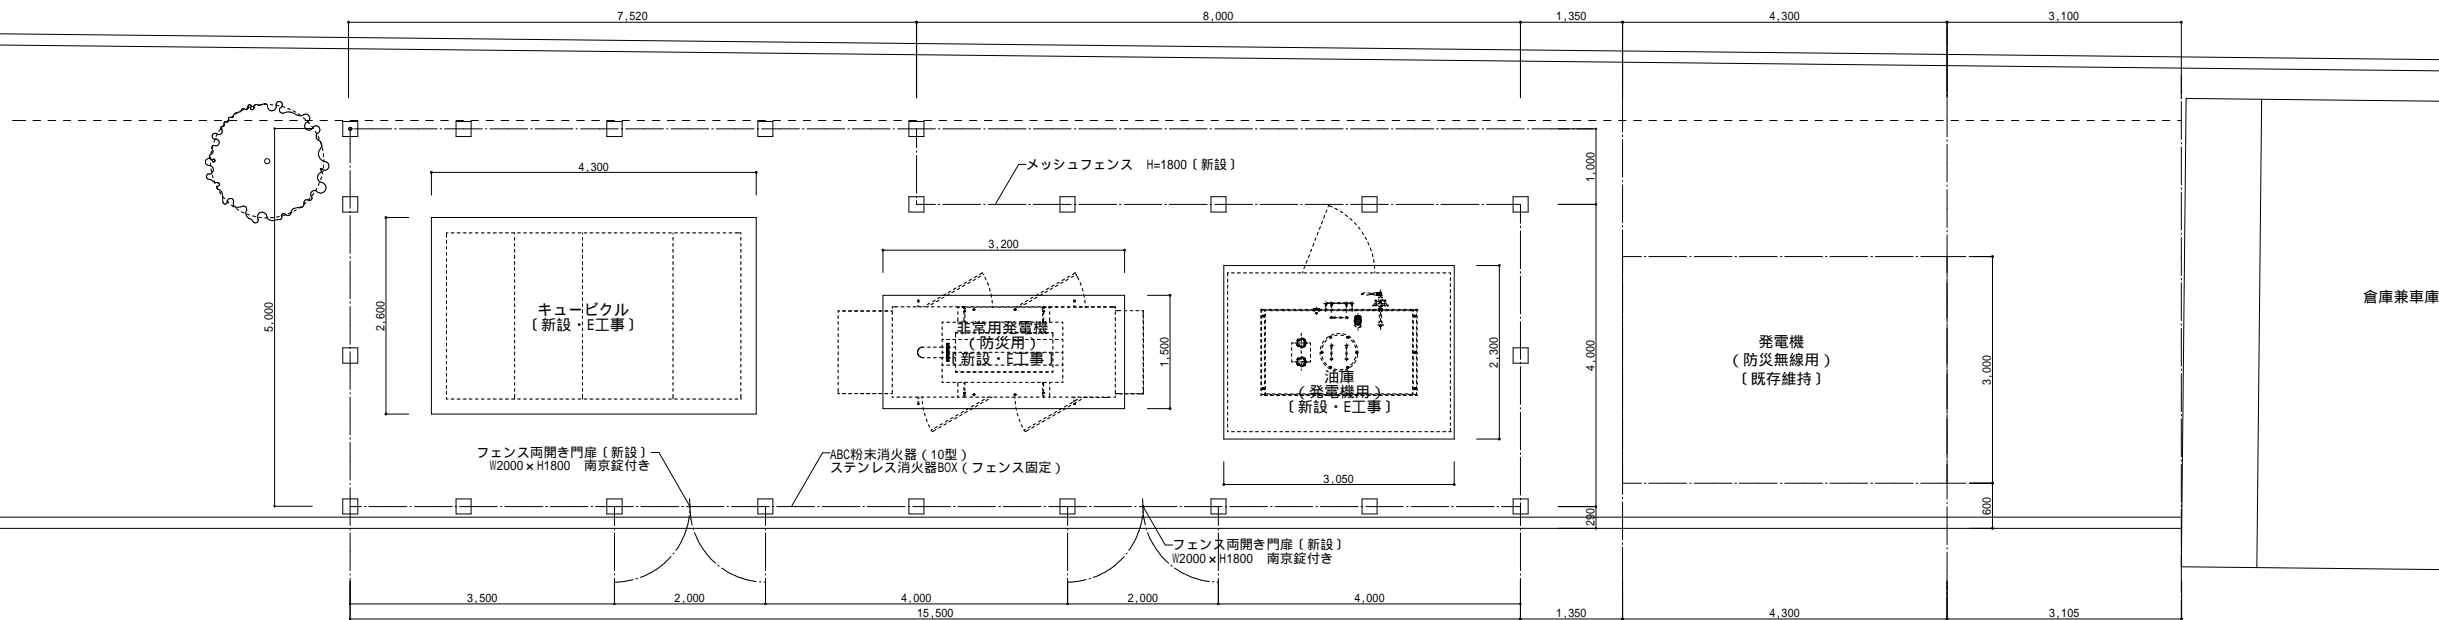 7,520
8,000
1,350
4,300
3,100
メッシュフェンス　H=1800〔新設〕
1,000
4,300
3,200
5,000
2,600
キュービクル
〔新設・E工事〕
非常用発電機
（防災用）
〔新設・E工事〕
1,500
油庫
（発電機用）
〔新設・E工事〕
2,300
4,000
発電機
（防災無線用）
〔既存維持〕
3,000
倉庫兼車庫
フェンス両開き門扉〔新設〕
W2000×H1800　南京錠付き
ABC粉末消火器（10型）
ステンレス消火器BOX（フェンス固定）
3,050
290
600
フェンス両開き門扉〔新設〕
W2000×H1800　南京錠付き
3,500
2,000
4,000
2,000
4,000
15,500
1,350
4,300
3,105